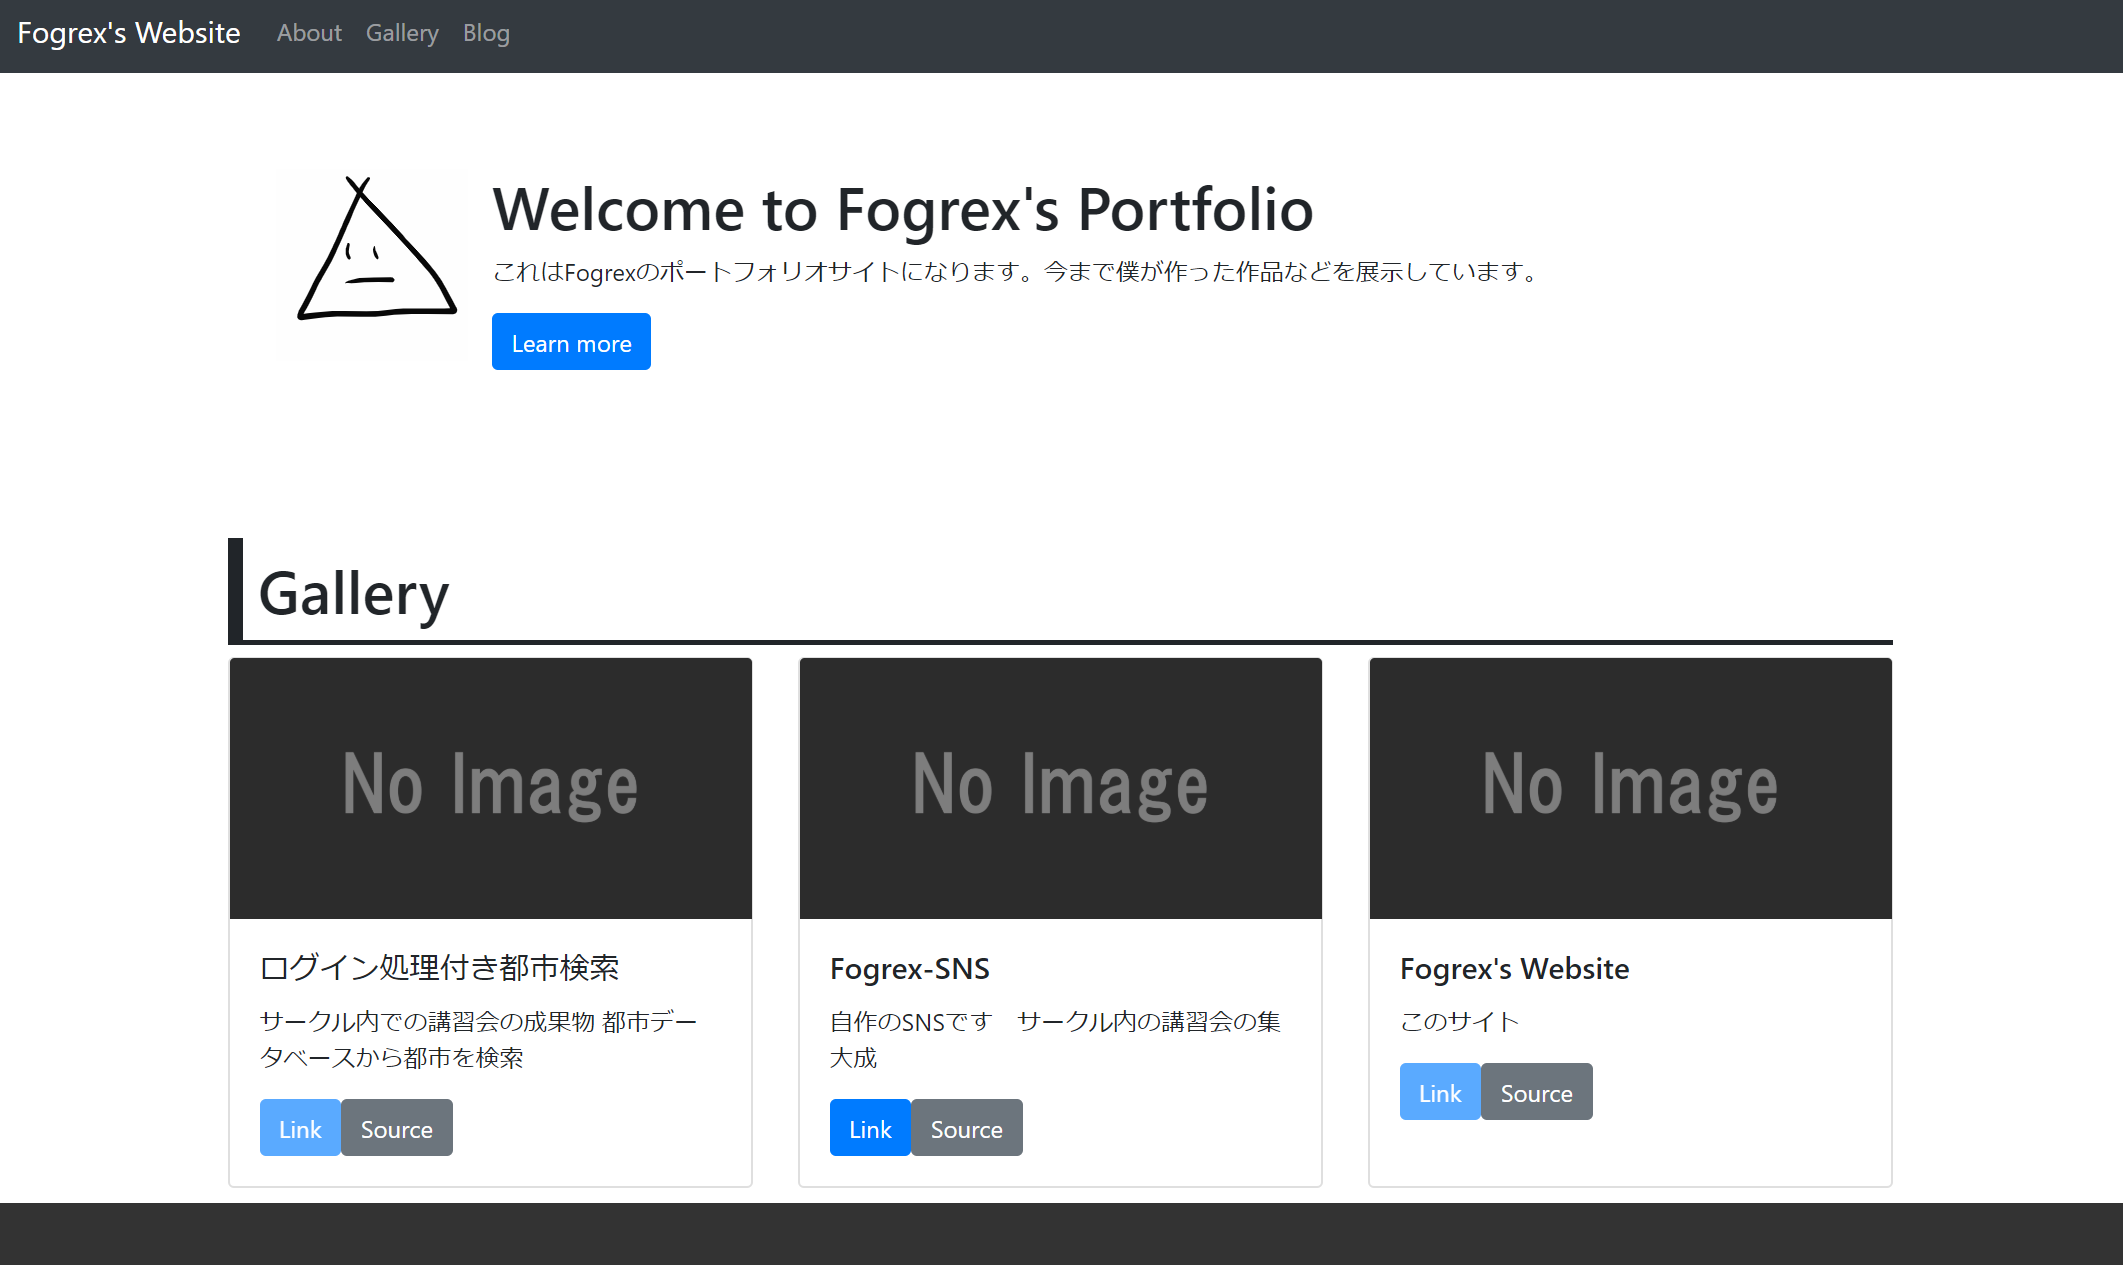 Fogrex's Website About Gallery Blog
Welcome to Fogrex's Portfolio
これはFogrexのポートフォリオサイトになります。今まで僕が作った作品などを展示しています。
Learn more
Gallery
No Image
ログイン処理付き都市検索
サークル内での講習会の成果物 都市デー
タベースから都市を検索
Link Source
No Image
Fogrex-SNS
自作のSNSです　サークル内の講習会の集
大成
Link Source
No Image
Fogrex's Website
このサイト
Link Source